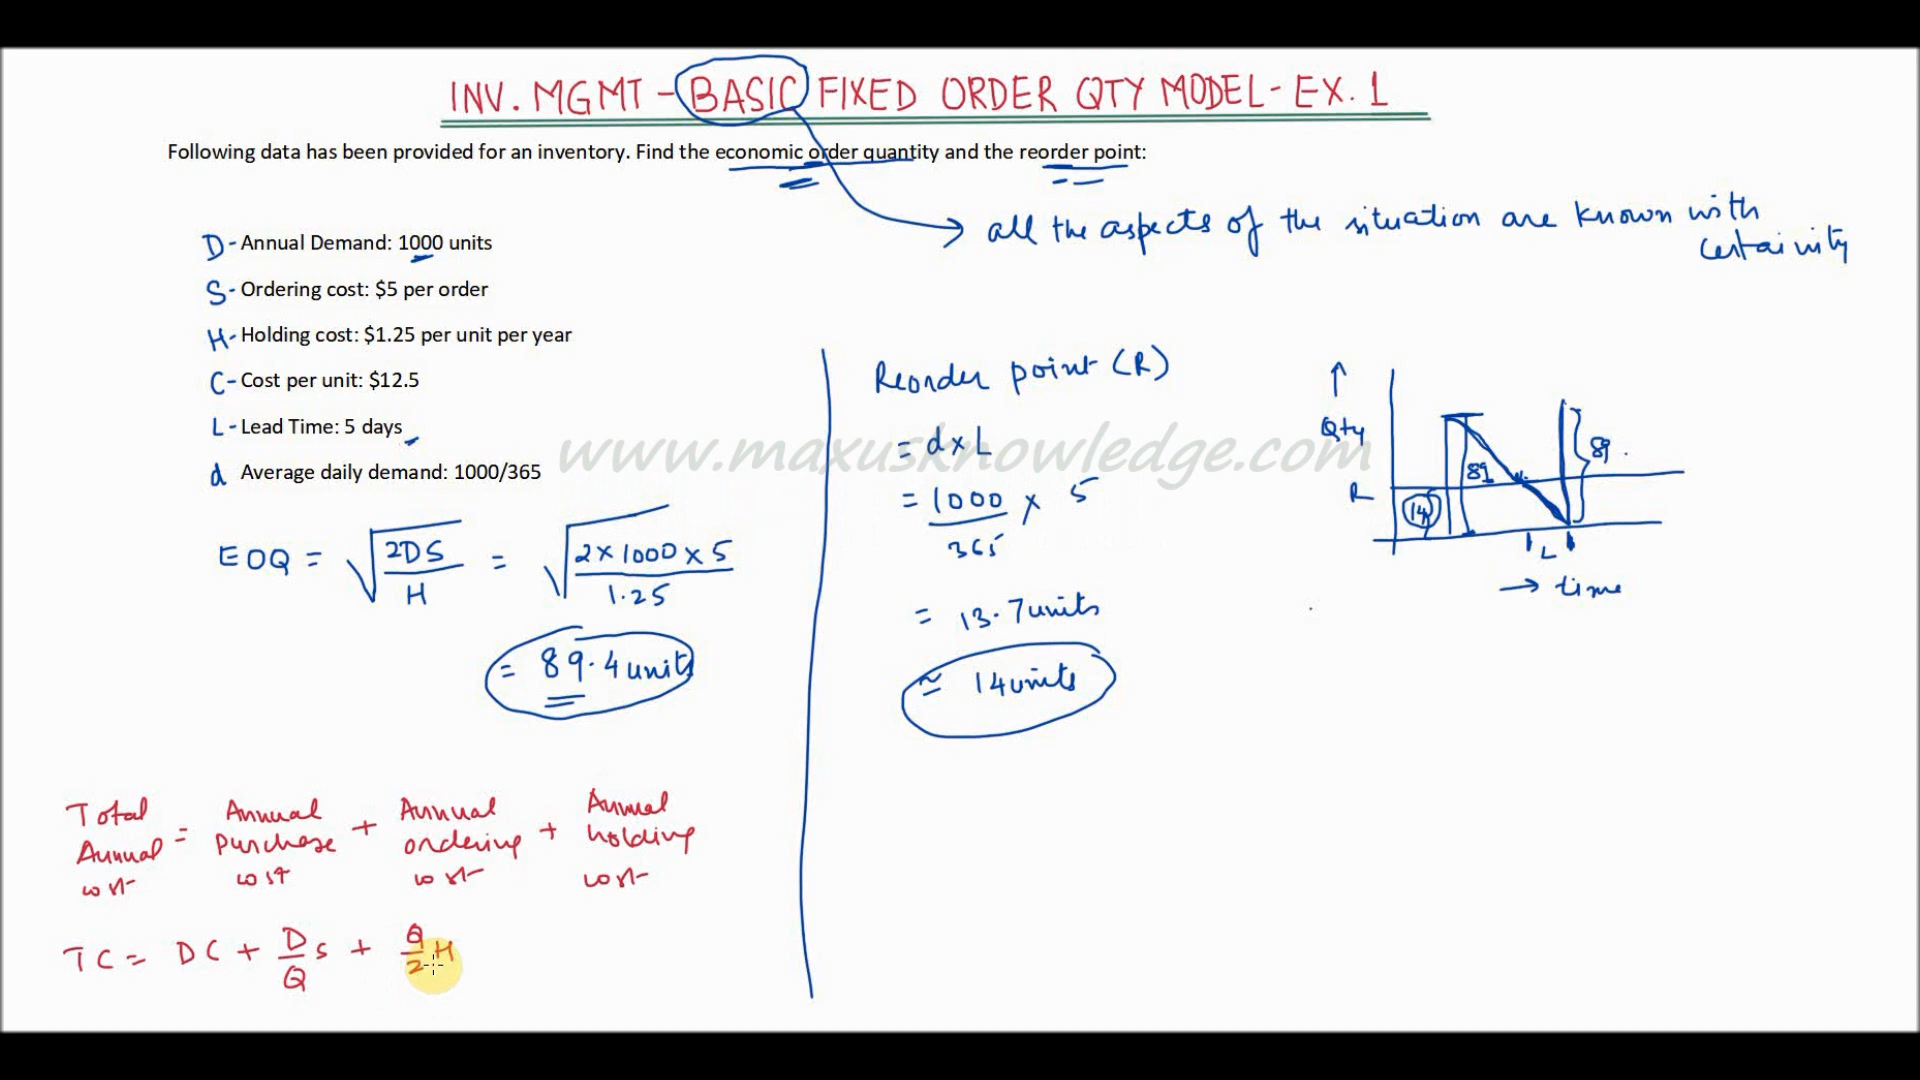 INV. MGMT - BASIC FIXED ORDER QTY MODEL - EX. 1
Following data has been provided for an inventory. Find the economic order quantity and the reorder point:
all the aspects of the situation are known with
certainity
D - Annual Demand: 1000 units
S - Ordering cost: $5 per order
H - Holding cost: $1.25 per unit per year
C - Cost per unit: $12.5
L - Lead Time: 5 days
d Average daily demand: 1000/365
EOQ = √(2DS/H) = √(2×1000×5/1.25)
= 89.4 units
Reorder point (R)
= d×L
= 1000/365 × 5
= 13.7 units
≃ 14 units
↑
Qty
R
14
89
89
L
→ time
www.maxusknowledge.com
Total Annual cost = Annual Purchase cost + Annual ordering cost + Annual holding cost
TC = DC + D/Q S + Q/2 H